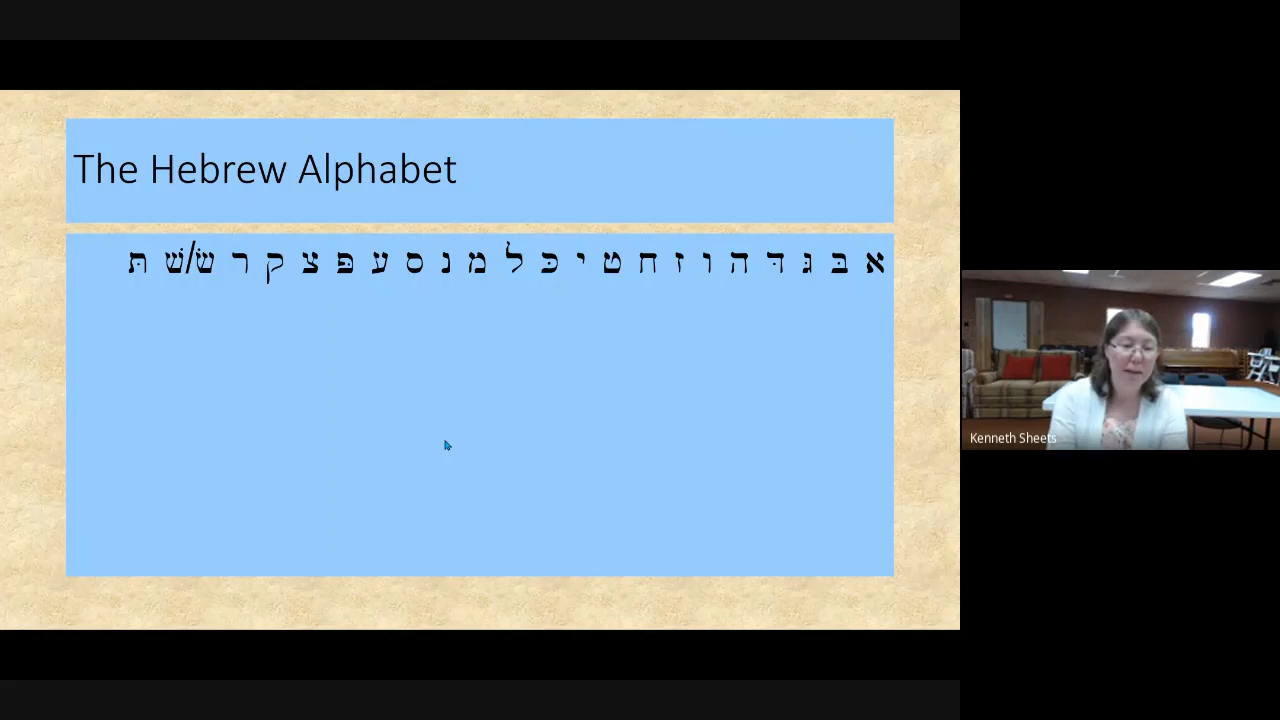 The Hebrew Alphabet
א בּ גּ דּ ה ו ז ח ט י כּ ל מ נ ס ע פּ צ ק ר שׂ/שׁ תּ
Kenneth Sheets